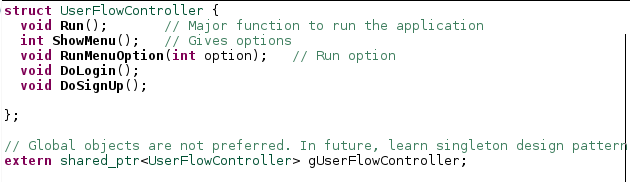 struct UserFlowController {
void Run(); // Major function to run the application
int ShowMenu(); // Gives options
void RunMenuOption(int option); // Run option
void DoLogin();
void DoSignUp();
};
// Global objects are not preferred. In future, learn singleton design pattern
extern shared_ptr<UserFlowController> gUserFlowController;